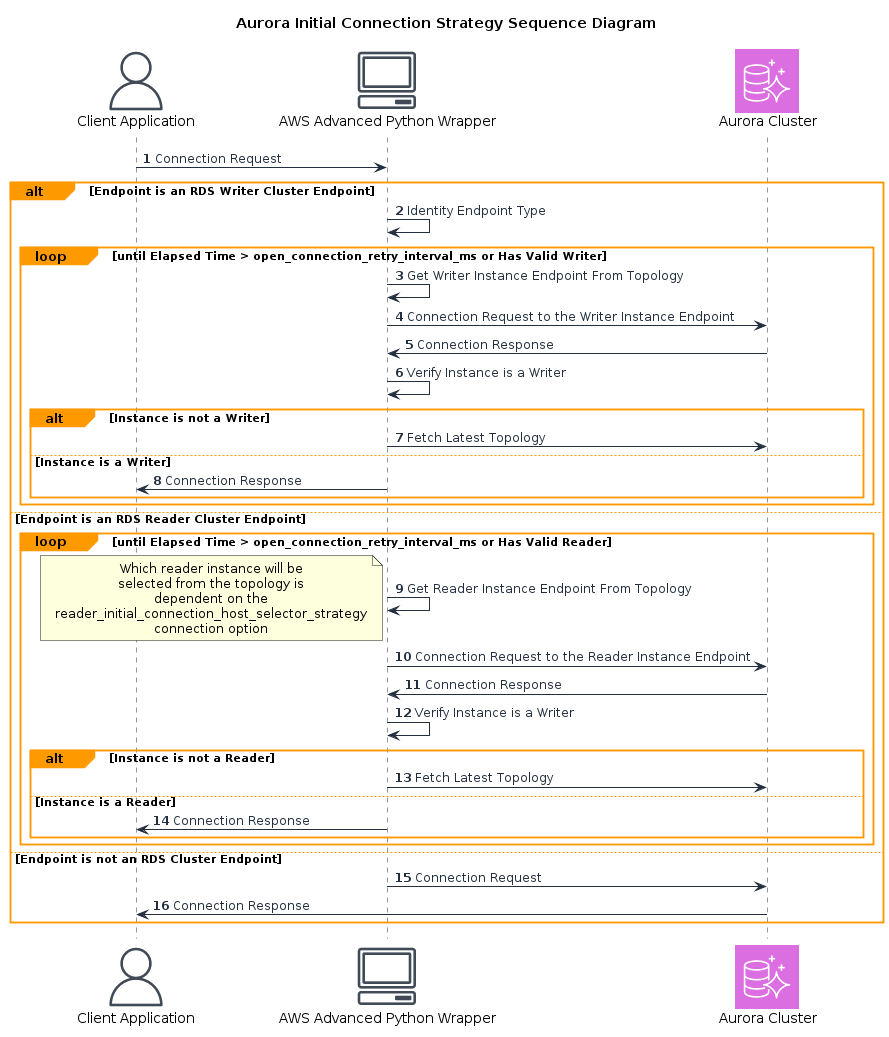 Aurora Initial Connection Strategy Sequence Diagram
Client Application
AWS Advanced Python Wrapper
Aurora Cluster
1 Connection Request
alt
[Endpoint is an RDS Writer Cluster Endpoint]
2 Identity Endpoint Type
loop
[until Elapsed Time > open_connection_retry_interval_ms or Has Valid Writer]
3 Get Writer Instance Endpoint From Topology
4 Connection Request to the Writer Instance Endpoint
5 Connection Response
6 Verify Instance is a Writer
alt
[Instance is not a Writer]
7 Fetch Latest Topology
[Instance is a Writer]
8 Connection Response
[Endpoint is an RDS Reader Cluster Endpoint]
loop
[until Elapsed Time > open_connection_retry_interval_ms or Has Valid Reader]
Which reader instance will be
selected from the topology is
dependent on the
reader_initial_connection_host_selector_strategy
connection option
9 Get Reader Instance Endpoint From Topology
10 Connection Request to the Reader Instance Endpoint
11 Connection Response
12 Verify Instance is a Writer
alt
[Instance is not a Reader]
13 Fetch Latest Topology
[Instance is a Reader]
14 Connection Response
[Endpoint is not an RDS Cluster Endpoint]
15 Connection Request
16 Connection Response
Client Application
AWS Advanced Python Wrapper
Aurora Cluster